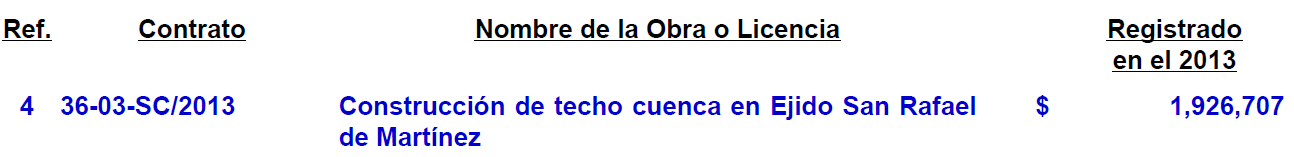 Ref. Contrato Nombre de la Obra o Licencia Registrado
en el 2013
4 36-03-SC/2013 Construcción de techo cuenca en Ejido San Rafael $ 1,926,707
de Martínez